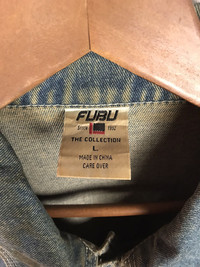 FUBU
SINCE 1992
THE COLLECTION
L
MADE IN CHINA
CARE OVER